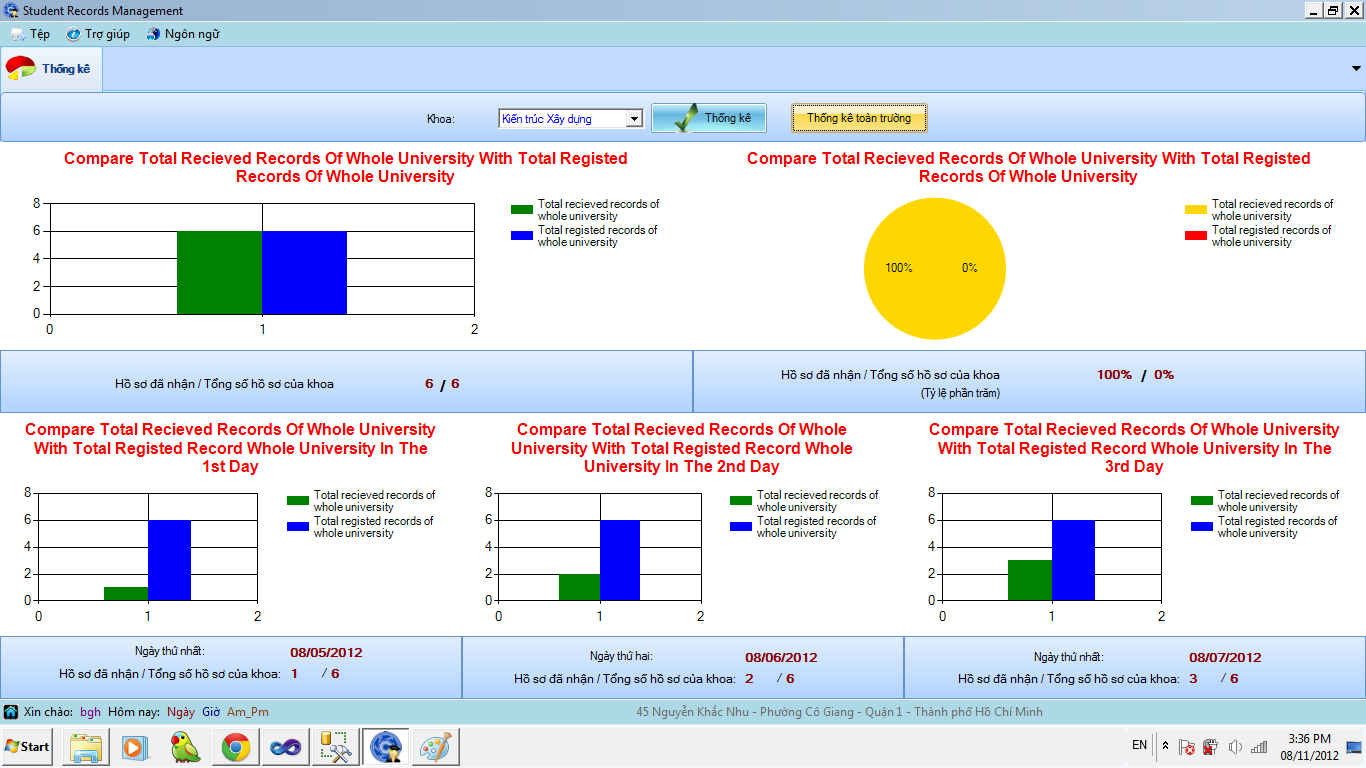 Student Records Management
Tệp Trợ giúp Ngôn ngữ
Thống kê
Khoa: Kiến trúc Xây dựng Thống kê Thống kê toàn trường
Compare Total Recieved Records Of Whole University With Total Registed
Records Of Whole University
8
6
4
2
0
0 1 2
Total recieved records of
whole university
Total registed records of
whole university
Compare Total Recieved Records Of Whole University With Total Registed
Records Of Whole University
100% 0%
Total recieved records of
whole university
Total registed records of
whole university
Hồ sơ đã nhận / Tổng số hồ sơ của khoa 6 / 6
Hồ sơ đã nhận / Tổng số hồ sơ của khoa 100% / 0%
(Tỷ lệ phần trăm)
Compare Total Recieved Records Of Whole University
With Total Registed Record Whole University In The
1st Day
8
6
4
2
0
0 1 2
Total recieved records of
whole university
Total registed records of
whole university
Compare Total Recieved Records Of Whole
University With Total Registed Record Whole
University In The 2nd Day
8
6
4
2
0
0 1 2
Total recieved records of
whole university
Total registed records of
whole university
Compare Total Recieved Records Of Whole University
With Total Registed Record Whole University In The
3rd Day
8
6
4
2
0
0 1 2
Total recieved records of
whole university
Total registed records of
whole university
Ngày thứ nhất: 08/05/2012
Hồ sơ đã nhận / Tổng số hồ sơ của khoa: 1 / 6
Ngày thứ hai: 08/06/2012
Hồ sơ đã nhận / Tổng số hồ sơ của khoa: 2 / 6
Ngày thứ nhất: 08/07/2012
Hồ sơ đã nhận / Tổng số hồ sơ của khoa: 3 / 6
Xin chào: bgh Hôm nay: Ngày Giờ Am_Pm 45 Nguyễn Khắc Nhu - Phường Cô Giang - Quận 1 - Thành phố Hồ Chí Minh
Start EN 3:36 PM
08/11/2012